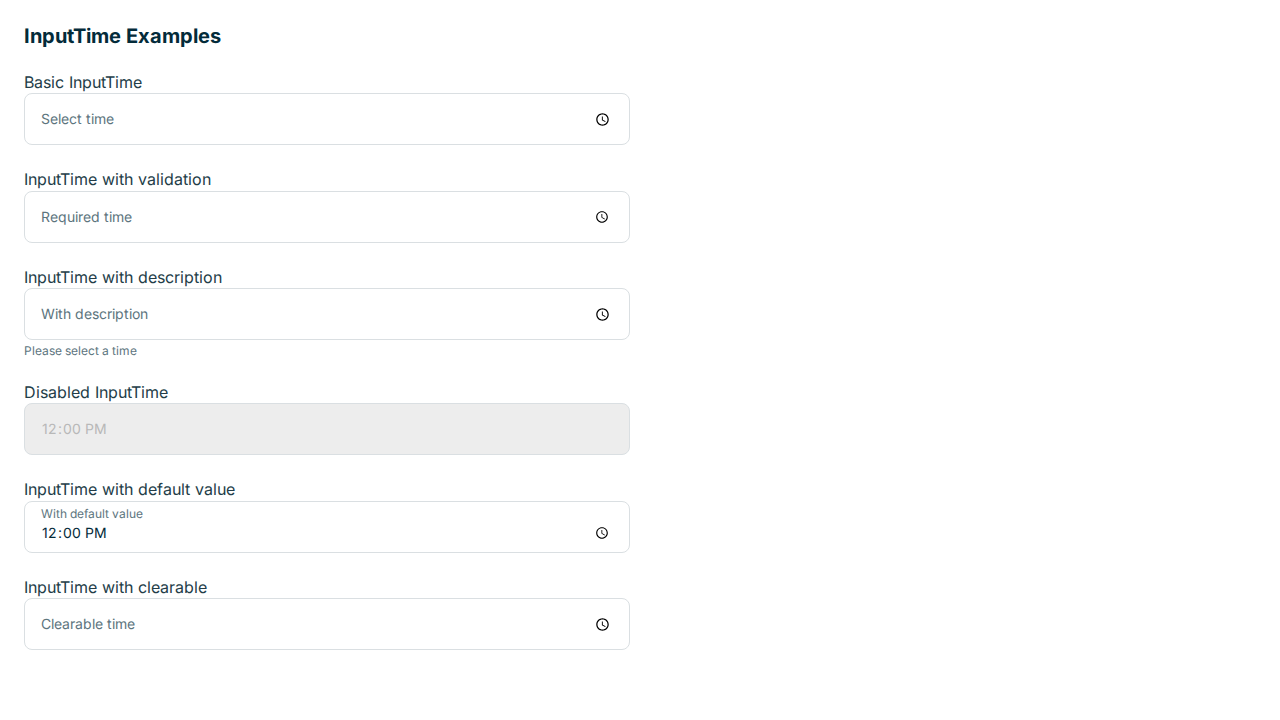 InputTime Examples
Basic InputTime
Select time
InputTime with validation
Required time
InputTime with description
With description
Please select a time
Disabled InputTime
12:00 PM
InputTime with default value
With default value
12:00 PM
InputTime with clearable
Clearable time